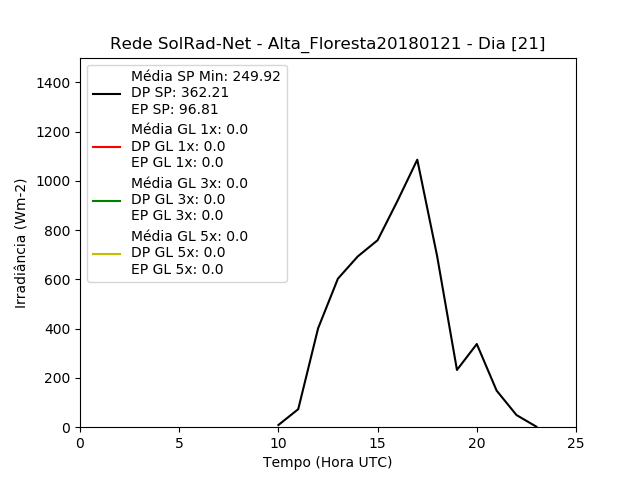 Rede SolRad-Net - Alta_Floresta20180121 - Dia [21]
Média SP Min: 249.92
DP SP: 362.21
EP SP: 96.81
Média GL 1x: 0.0
DP GL 1x: 0.0
EP GL 1x: 0.0
Média GL 3x: 0.0
DP GL 3x: 0.0
EP GL 3x: 0.0
Média GL 5x: 0.0
DP GL 5x: 0.0
EP GL 5x: 0.0
Irradiância (Wm-2)
1400
1200
1000
800
600
400
200
0
0 5 10 15 20 25
Tempo (Hora UTC)